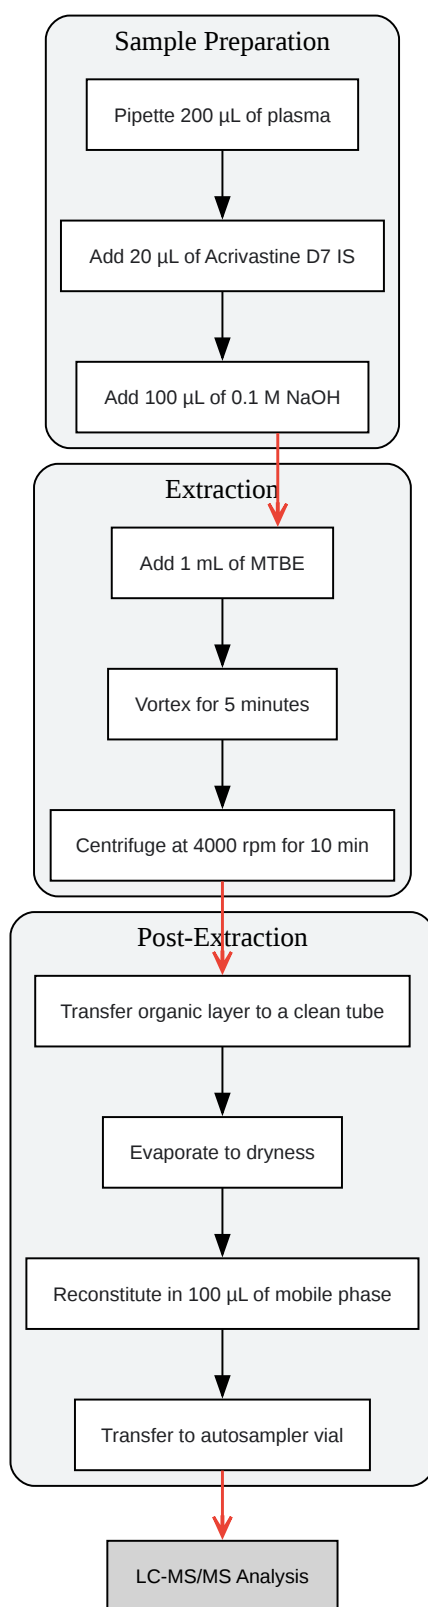 Sample Preparation
Pipette 200 µL of plasma
Add 20 µL of Acrivastine D7 IS
Add 100 µL of 0.1 M NaOH
Extraction
Add 1 mL of MTBE
Vortex for 5 minutes
Centrifuge at 4000 rpm for 10 min
Post-Extraction
Transfer organic layer to a clean tube
Evaporate to dryness
Reconstitute in 100 µL of mobile phase
Transfer to autosampler vial
LC-MS/MS Analysis